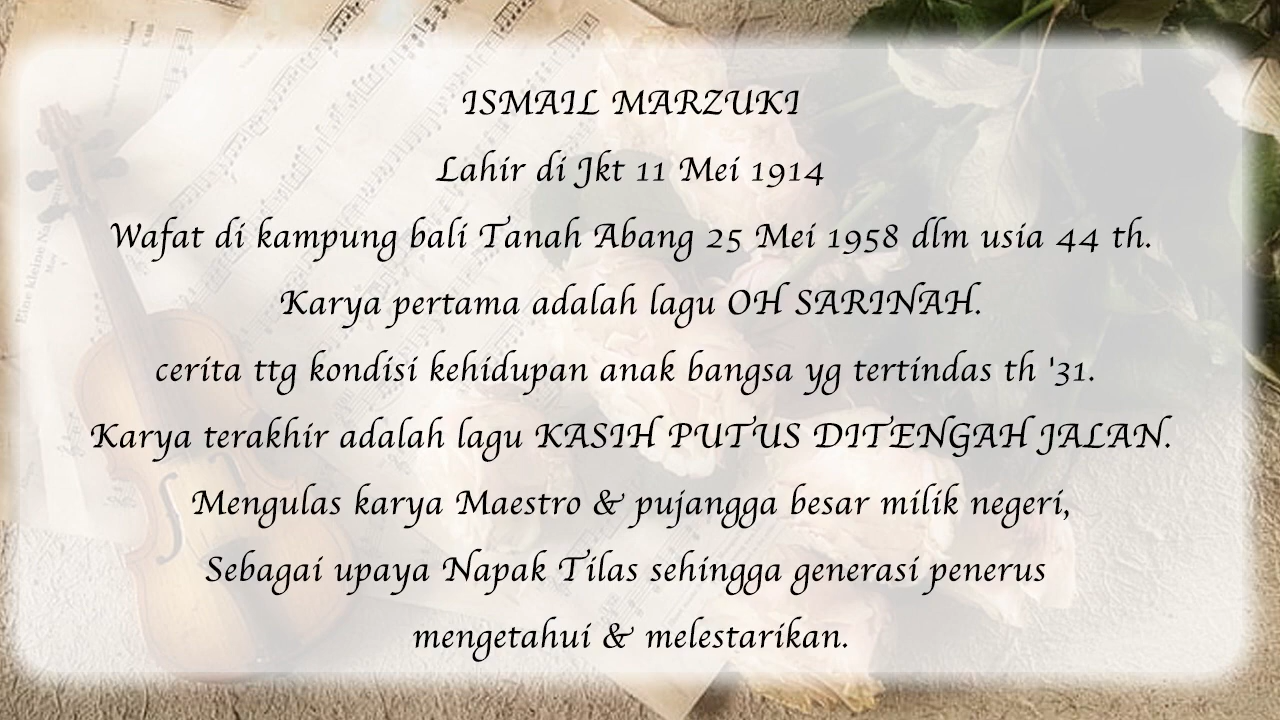 ISMAIL MARZUKI
Lahir di Jkt 11 Mei 1914
Wafat di kampung bali Tanah Abang 25 Mei 1958 dlm usia 44 th.
Karya pertama adalah lagu OH SARINAH.
cerita ttg kondisi kehidupan anak bangsa yg tertindas th '31.
Karya terakhir adalah lagu KASIH PUTUS DITENGAH JALAN.
Mengulas karya Maestro & pujangga besar milik negeri,
Sebagai upaya Napak Tilas sehingga generasi penerus
mengetahui & melestarikan.